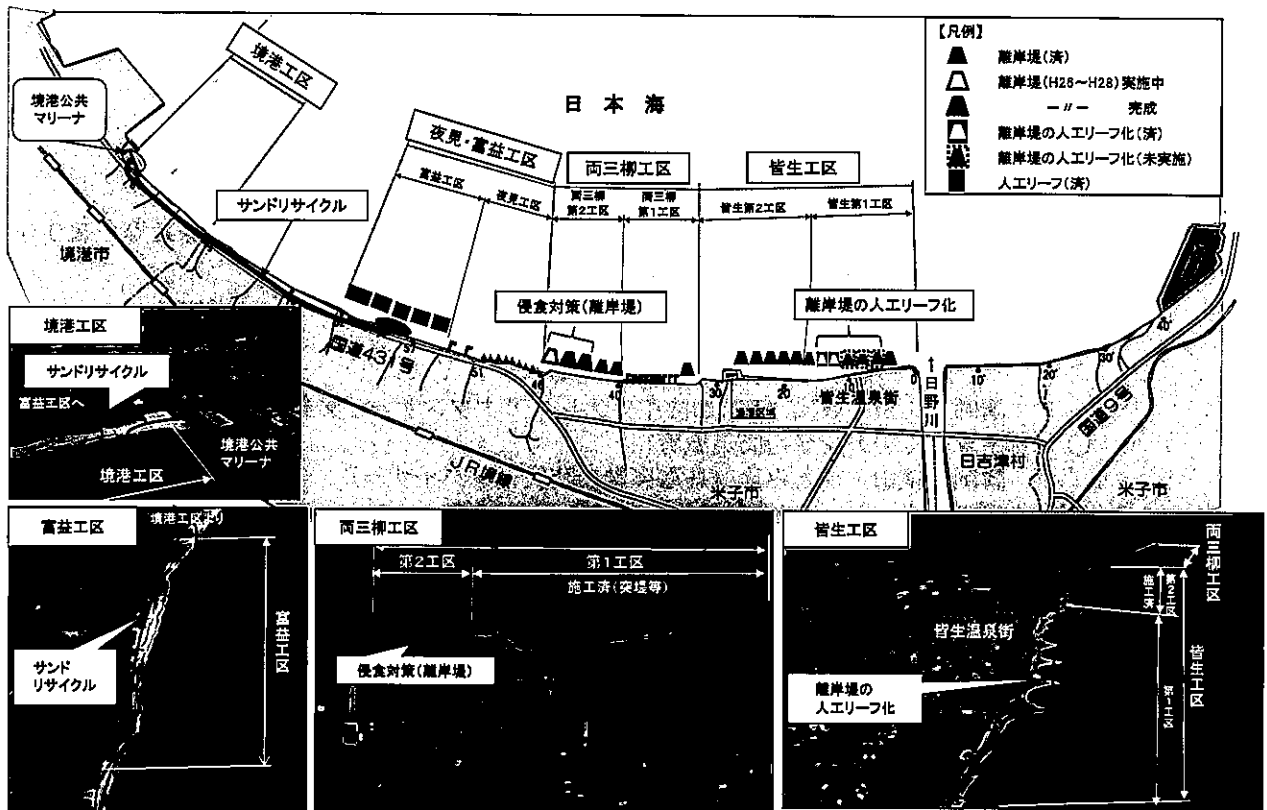 【凡例】
離岸堤(済)
離岸堤(H26～H28)実施中
ー〃ー 完成
離岸堤の人工リーフ化(済)
離岸堤の人工リーフ化(未実施)
人工リーフ(済)
日本海
境港工区
境港公共
マリーナ
夜見・富益工区
富益工区
夜見工区
両三柳工区
両三柳
第2工区
両三柳
第1工区
皆生工区
皆生第2工区
皆生第1工区
サンドリサイクル
境港市
侵食対策(離岸堤)
離岸堤の人工リーフ化
国道431号
JR境線
皆生温泉街
↑日野川
日吉津村
米子市
米子市
30
20
0
10
20
30
境港工区
サンドリサイクル
富益工区へ
境港公共
マリーナ
境港工区
富益工区
境港工区より
富益工区
サンド
リサイクル
両三柳工区
第2工区
第1工区
施工済(突堤等)
侵食対策(離岸堤)
皆生工区
両三柳工区
第2工区
施工済
皆生温泉街
皆生工区
第1工区
離岸堤の
人工リーフ化